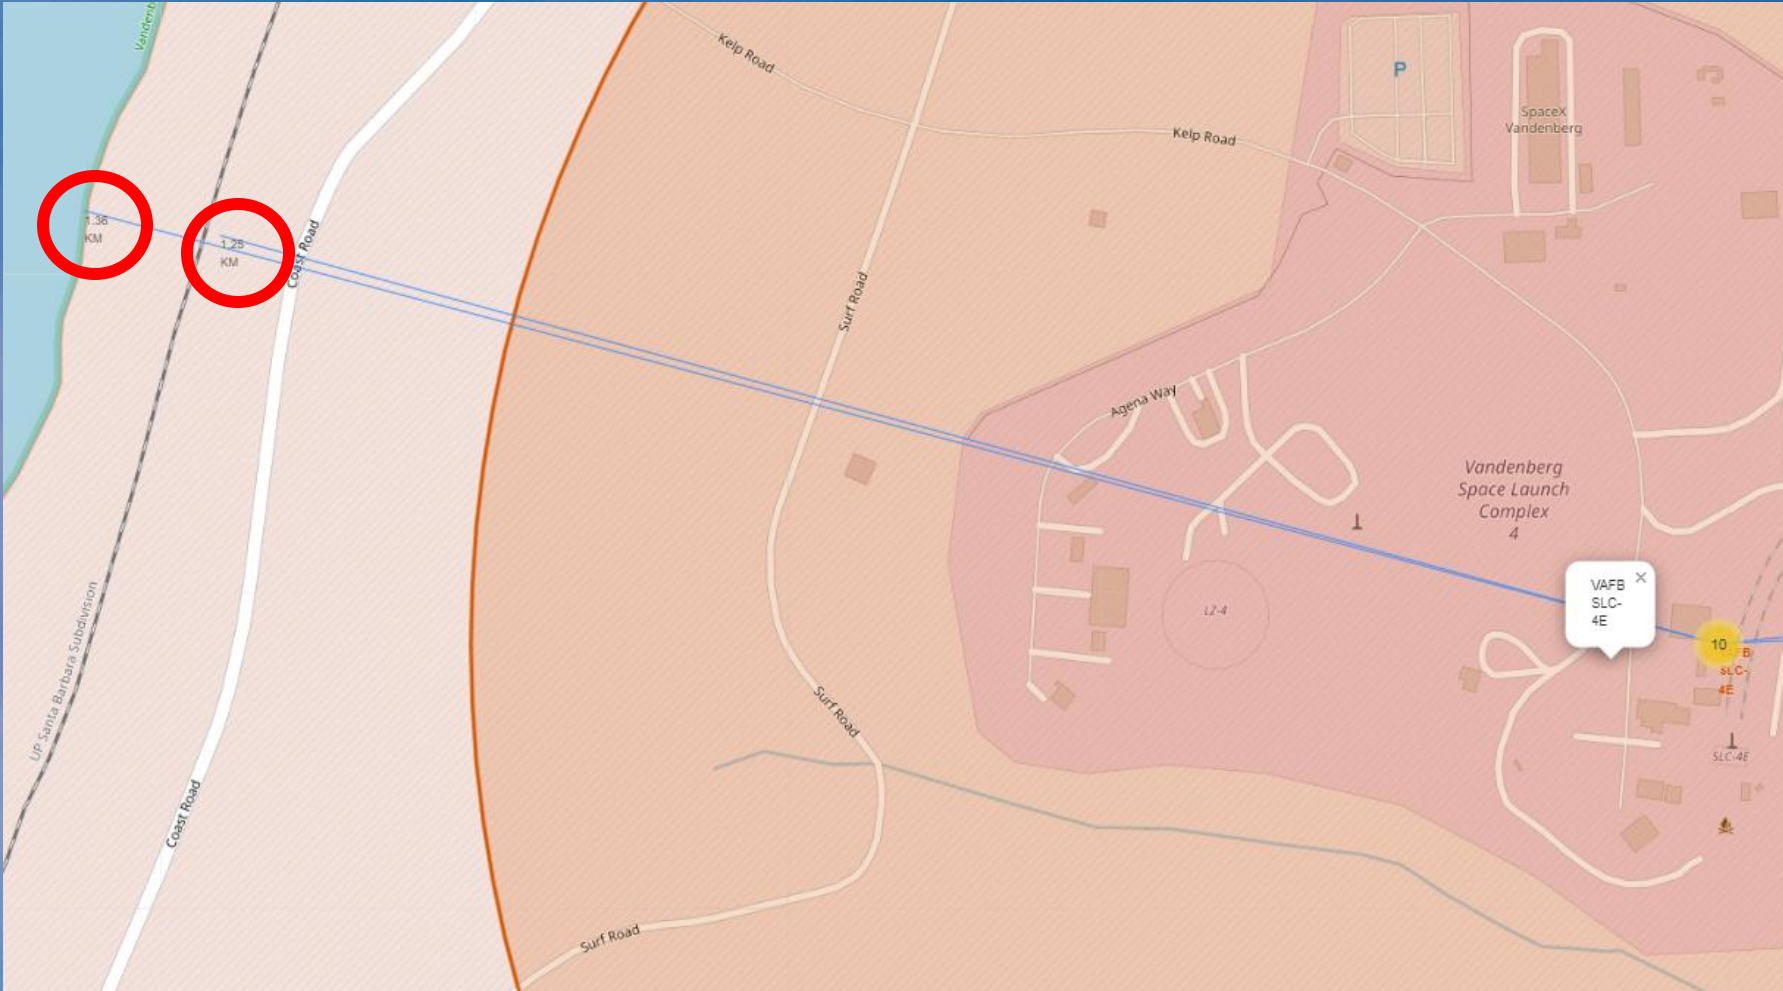 Vandenb
Kelp Road
P
SpaceX
Vandenberg
Kelp Road
1.36
KM
1.25
KM
Coast Road
Surf Road
Agena Way
Vandenberg
Space Launch
Complex
4
VAFB
SLC-
4E
LZ-4
10
FB
SLC-
4E
UP Santa Barbara Subdivision
Surf Road
SLC-4E
Coast Road
Surf Road